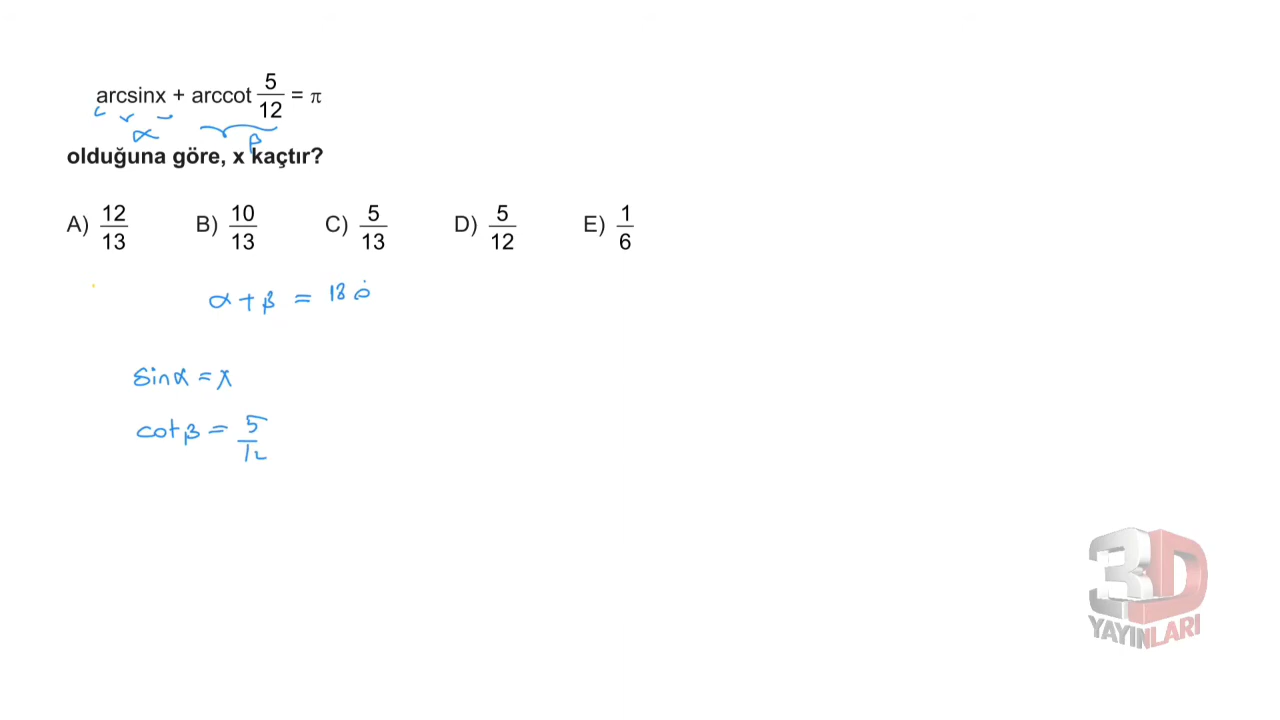 arcsinx + arccot 5/12 = π
α β
olduğuna göre, x kaçtır?
A) 12/13 B) 10/13 C) 5/13 D) 5/12 E) 1/6
α + β = 180
sinα = x
cotβ = 5/12
3D
YAYINLARI